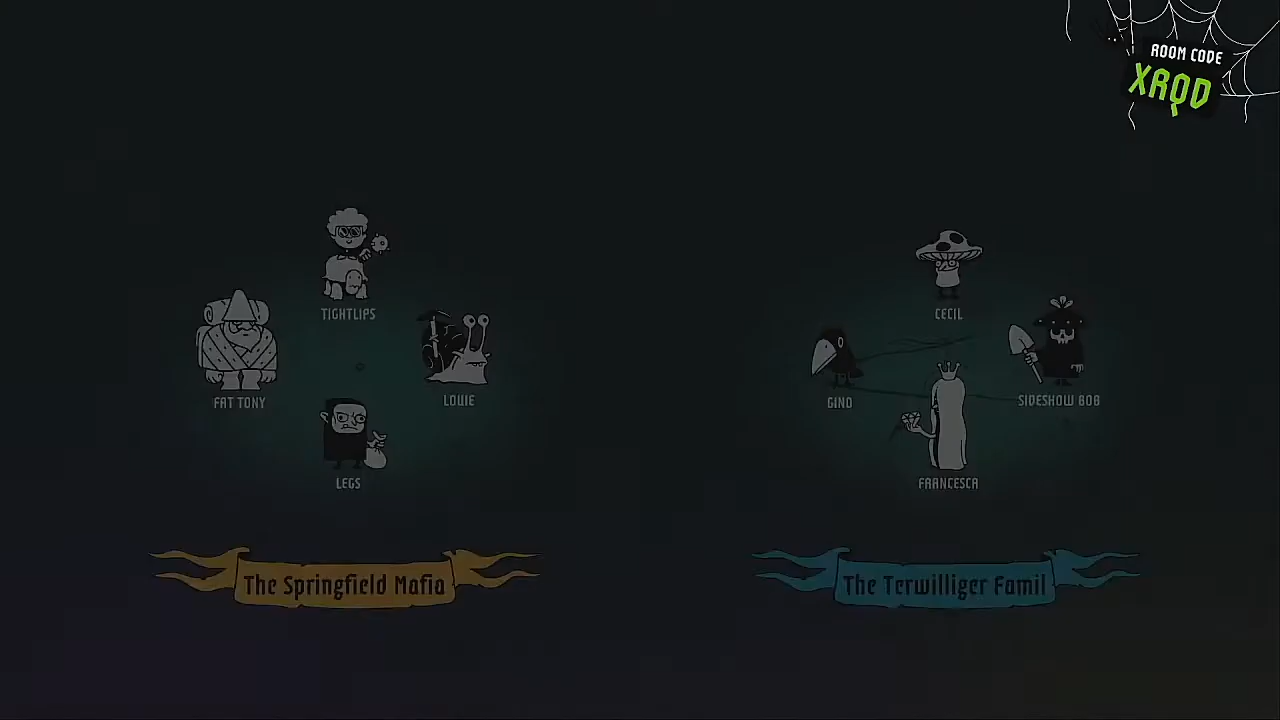 ROOM CODE
XRQD
TIGHTLIPS
CECIL
FAT TONY
LOUIE
GINO
SIDESHOW BOB
LEGS
FRANCESCA
The Springfield Mafia
The Terwilliger Famil